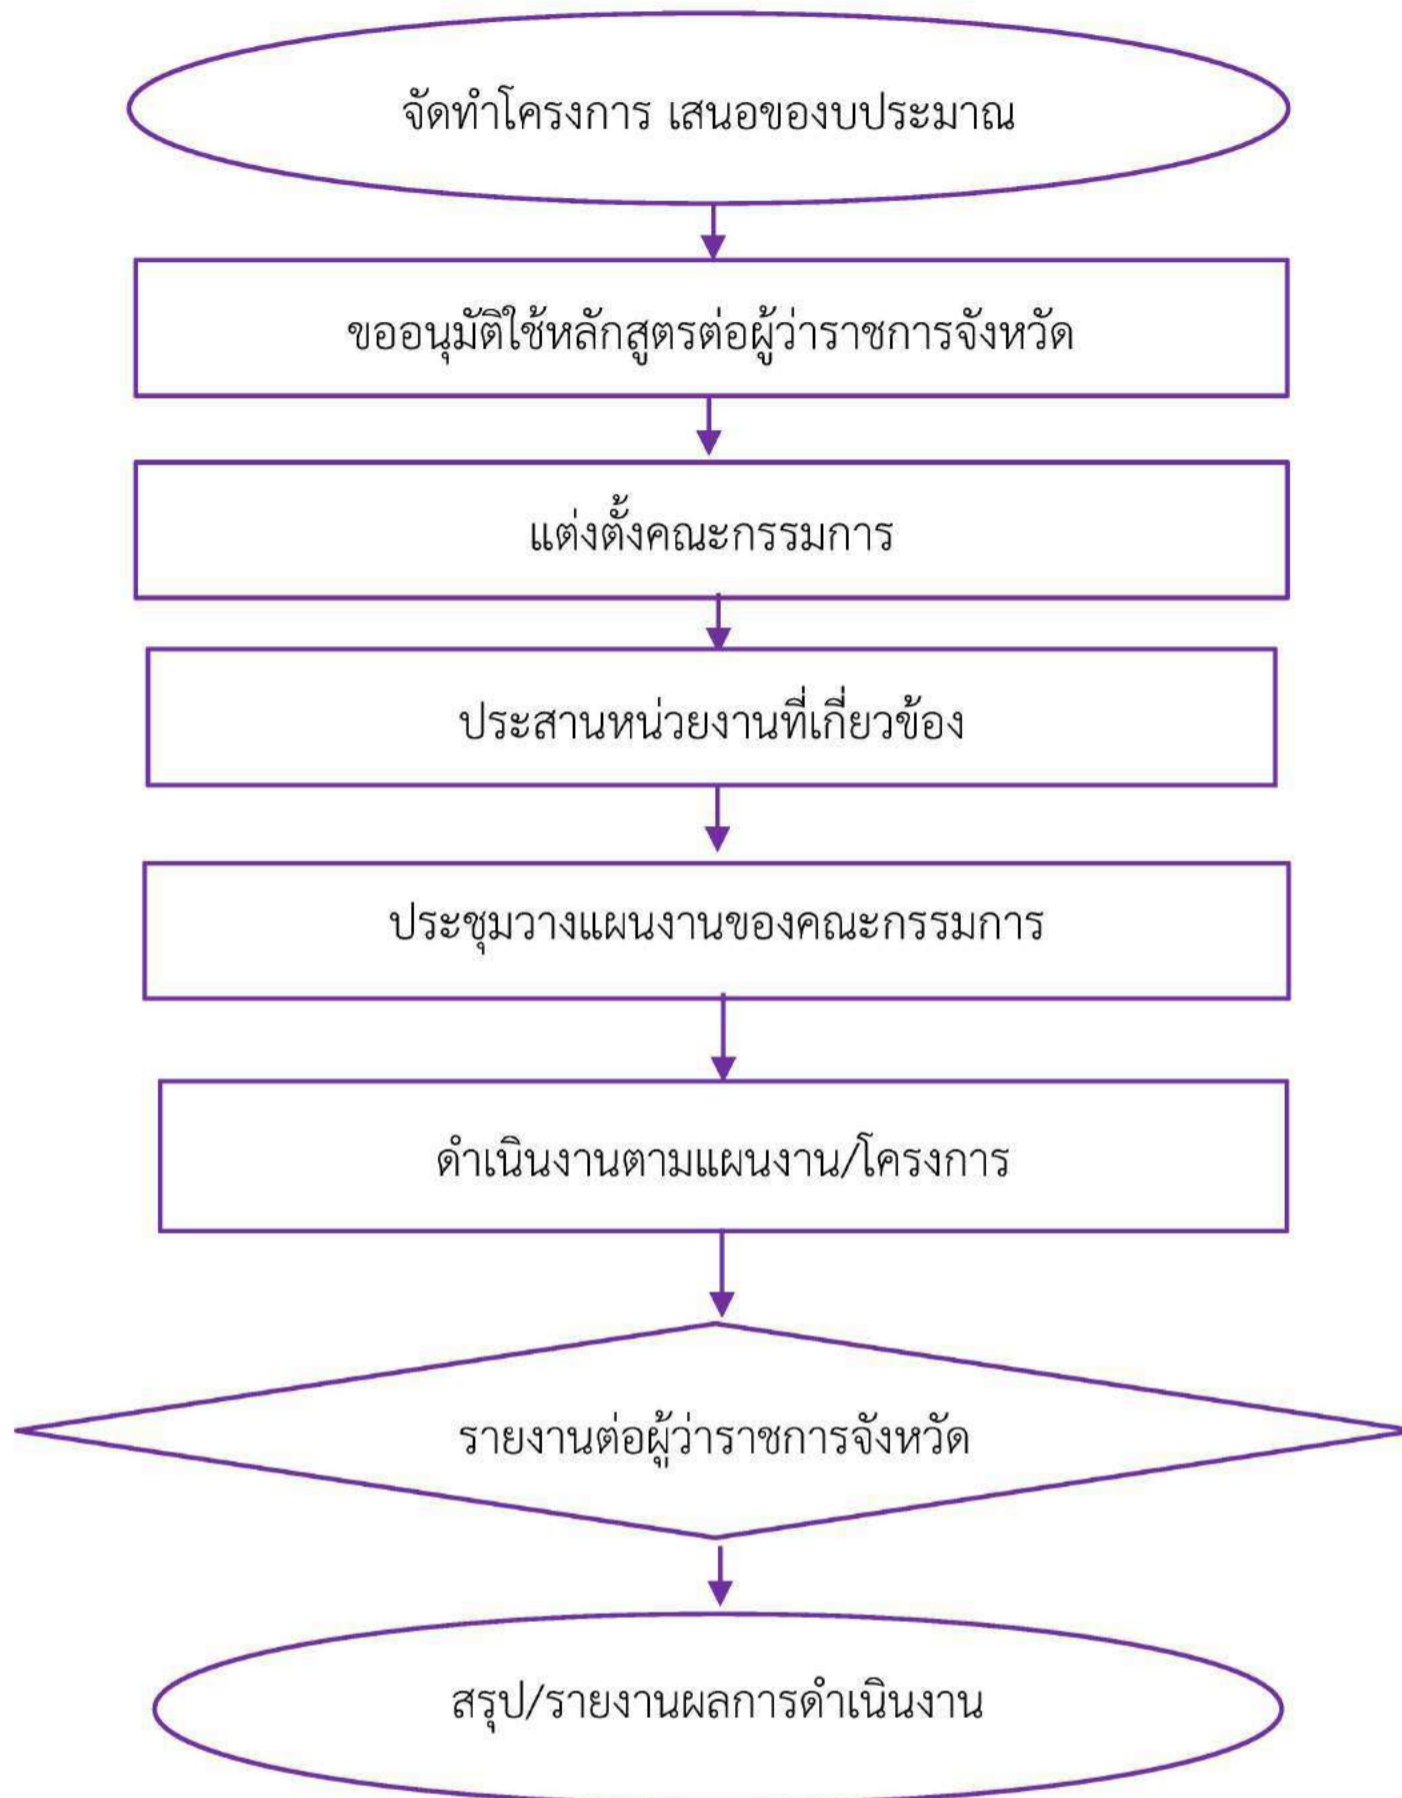 จัดทำโครงการ เสนอของบประมาณ
ขออนุมัติใช้หลักสูตรต่อผู้ว่าราชการจังหวัด
แต่งตั้งคณะกรรมการ
ประสานหน่วยงานที่เกี่ยวข้อง
ประชุมวางแผนงานของคณะกรรมการ
ดำเนินงานตามแผนงาน/โครงการ
รายงานต่อผู้ว่าราชการจังหวัด
สรุป/รายงานผลการดำเนินงาน